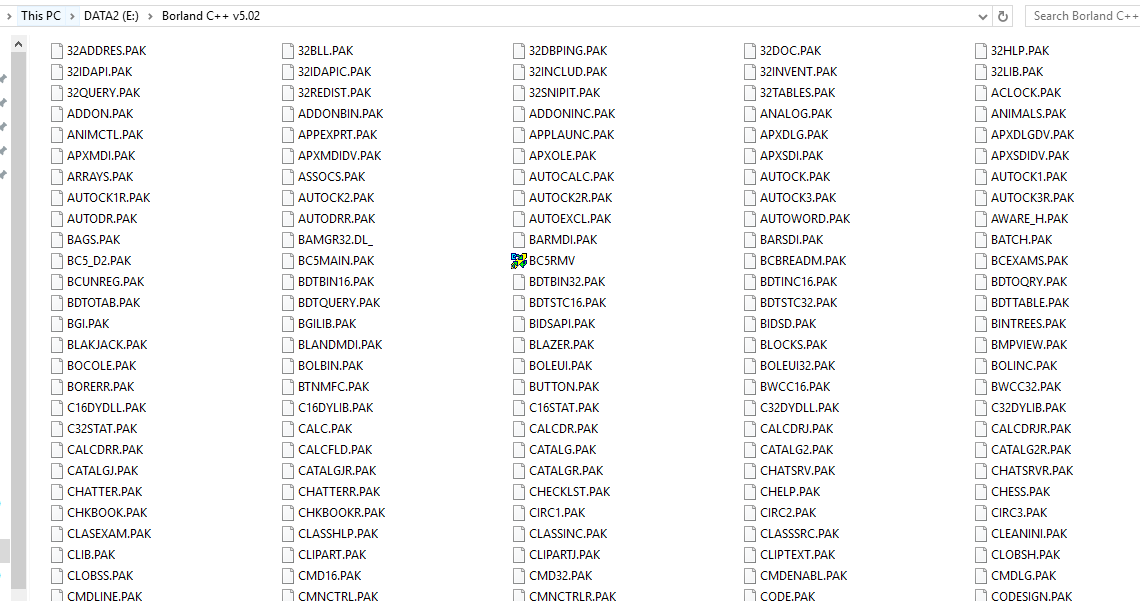 This PC > DATA2 (E:) > Borland C++ v5.02 Search Borland C++
32ADDRES.PAK 32BLL.PAK 32DBPING.PAK 32DOC.PAK 32HLP.PAK
32IDAPI.PAK 32IDAPIC.PAK 32INCLUD.PAK 32INVENT.PAK 32LIB.PAK
32QUERY.PAK 32REDIST.PAK 32SNIPIT.PAK 32TABLES.PAK ACLOCK.PAK
ADDON.PAK ADDONBIN.PAK ADDONINC.PAK ANALOG.PAK ANIMALS.PAK
ANIMCTL.PAK APPEXPRT.PAK APPLAUNC.PAK APXDLG.PAK APXDLGDV.PAK
APXMDI.PAK APXMDIDV.PAK APXOLE.PAK APXSDI.PAK APXSDIDV.PAK
ARRAYS.PAK ASSOCS.PAK AUTOCALC.PAK AUTOCK.PAK AUTOCK1.PAK
AUTOCK1R.PAK AUTOCK2.PAK AUTOCK2R.PAK AUTOCK3.PAK AUTOCK3R.PAK
AUTODR.PAK AUTODRR.PAK AUTOEXCL.PAK AUTOWORD.PAK AWARE_H.PAK
BAGS.PAK BAMGR32.DL_ BARMDI.PAK BARSDI.PAK BATCH.PAK
BC5_D2.PAK BC5MAIN.PAK BC5RMV BCBREADM.PAK BCEXAMS.PAK
BCUNREG.PAK BDTBIN16.PAK BDTBIN32.PAK BDTINC16.PAK BDTOQRY.PAK
BDTOTAB.PAK BDTQUERY.PAK BDTSTC16.PAK BDTSTC32.PAK BDTTABLE.PAK
BGI.PAK BGILIB.PAK BIDSAPI.PAK BIDSD.PAK BINTREES.PAK
BLAKJACK.PAK BLANDMDI.PAK BLAZER.PAK BLOCKS.PAK BMPVIEW.PAK
BOCOLE.PAK BOLBIN.PAK BOLEUI.PAK BOLEUI32.PAK BOLINC.PAK
BORERR.PAK BTNMFC.PAK BUTTON.PAK BWCC16.PAK BWCC32.PAK
C16DYDLL.PAK C16DYLIB.PAK C16STAT.PAK C32DYDLL.PAK C32DYLIB.PAK
C32STAT.PAK CALC.PAK CALCDR.PAK CALCDRJ.PAK CALCDRJR.PAK
CALCDRR.PAK CALCFLD.PAK CATALG.PAK CATALG2.PAK CATALG2R.PAK
CATALGJ.PAK CATALGJR.PAK CATALGR.PAK CHATSRV.PAK CHATSRVR.PAK
CHATTER.PAK CHATTERR.PAK CHECKLST.PAK CHELP.PAK CHESS.PAK
CHKBOOK.PAK CHKBOOKR.PAK CIRC1.PAK CIRC2.PAK CIRC3.PAK
CLASEXAM.PAK CLASSHLP.PAK CLASSINC.PAK CLASSSRC.PAK CLEANINI.PAK
CLIB.PAK CLIPART.PAK CLIPARTJ.PAK CLIPTEXT.PAK CLOBSH.PAK
CLOBSS.PAK CMD16.PAK CMD32.PAK CMDENABL.PAK CMDLG.PAK
CMDLINE.PAK CMNCTRL.PAK CMNCTRLR.PAK CODE.PAK CODESIGN.PAK